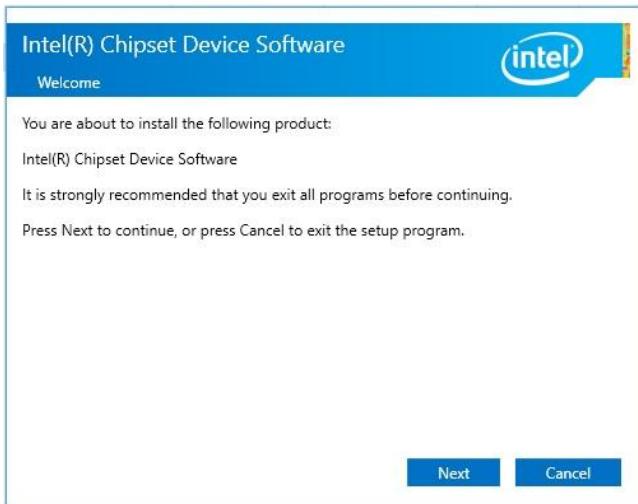 Intel(R) Chipset Device Software
intel
Welcome
You are about to install the following product:
Intel(R) Chipset Device Software
It is strongly recommended that you exit all programs before continuing.
Press Next to continue, or press Cancel to exit the setup program.
Next
Cancel